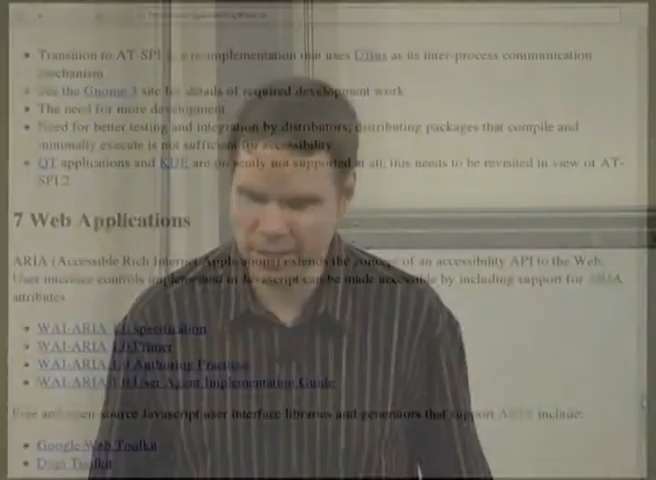 Transition to AT-SPI 2, a re-implementation that uses DBus as its inter-process communication
mechanism
See the Gnome 3 site for details of required development work
The need for more development
Need for better testing and integration by distributors; distributing packages that compile and
minimally execute is not sufficient for accessibility
QT applications and KDE are presently not supported at all; this needs to be revisited in view of AT-
SPI 2
7 Web Applications
ARIA (Accessible Rich Internet Applications) extends the concept of an accessibility API to the Web.
User interface controls implemented in Javascript can be made accessible by including support for ARIA
attributes
WAI-ARIA 1.0 specification
WAI-ARIA 1.0 Primer
WAI-ARIA 1.0 Authoring Practices
WAI-ARIA 1.0 User Agent Implementation Guide
Free and open source Javascript user interface libraries and generators that support ARIA include:
Google Web Toolkit
Dojo Toolkit